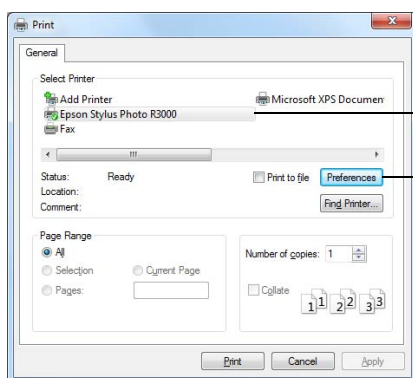 Print
General
Select Printer
Add Printer
Microsoft XPS Documen
Epson Stylus Photo R3000
Fax
Status: Ready
Print to file
Preferences
Location:
Comment:
Find Printer...
Page Range
All
Number of copies: 1
Selection
Current Page
Pages:
Collate
1 1 2 2 3 3
Print
Cancel
Apply